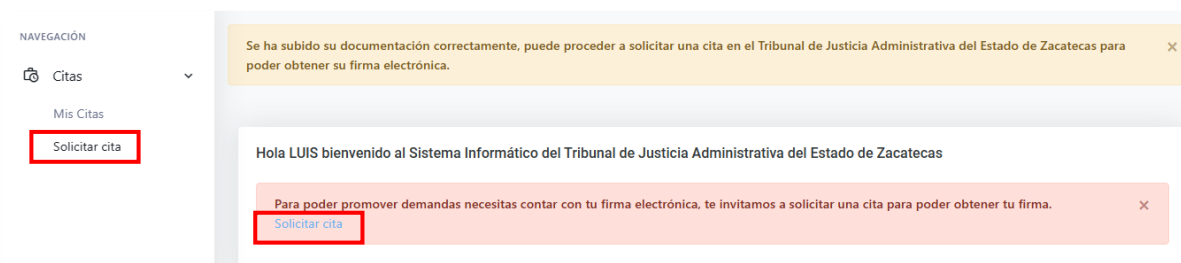 NAVEGACIÓN
Citas
Mis Citas
Solicitar cita
Se ha subido su documentación correctamente, puede proceder a solicitar una cita en el Tribunal de Justicia Administrativa del Estado de Zacatecas para
poder obtener su firma electrónica.
Hola LUIS bienvenido al Sistema Informático del Tribunal de Justicia Administrativa del Estado de Zacatecas
Para poder promover demandas necesitas contar con tu firma electrónica, te invitamos a solicitar una cita para poder obtener tu firma.
Solicitar cita